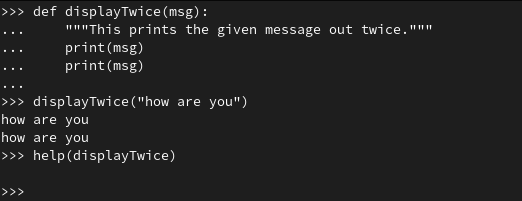 >>> def displayTwice(msg):
...     """This prints the given message out twice."""
...     print(msg)
...     print(msg)
...
>>> displayTwice("how are you")
how are you
how are you
>>> help(displayTwice)
>>>